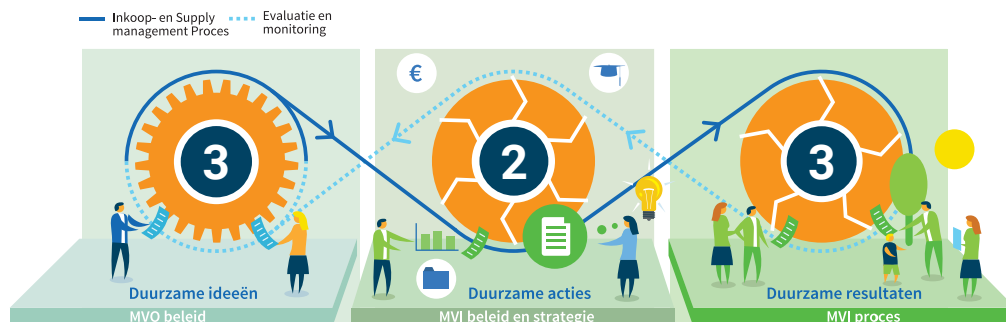 Inkoop- en Supply
management Proces
Evaluatie en
monitoring
€
3
2
3
Duurzame ideeën
Duurzame acties
Duurzame resultaten
MVO beleid
MVI beleid en strategie
MVI proces